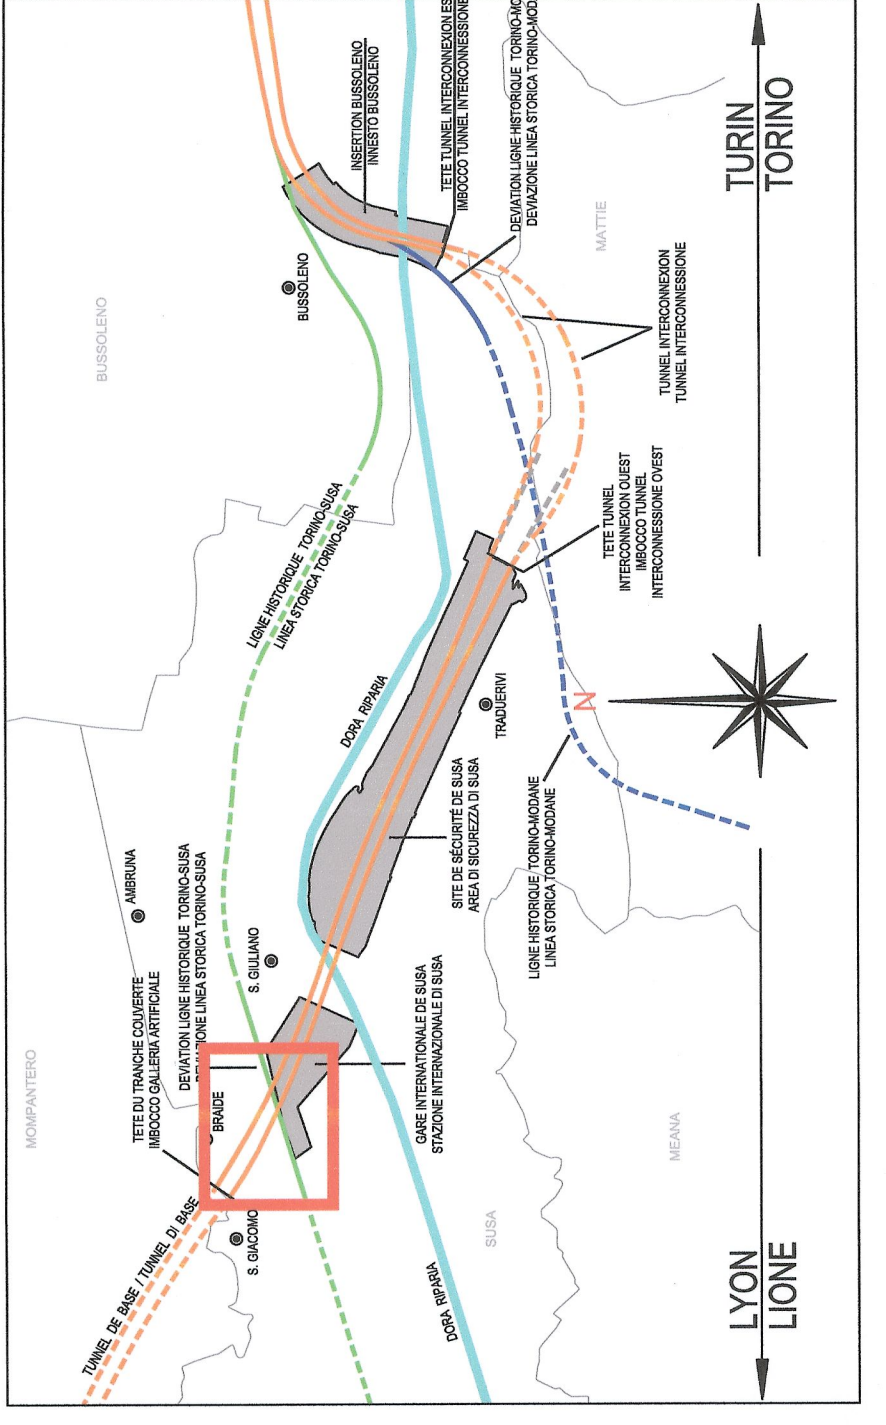 TUNNEL DE BASE / TUNNEL DI BASE
MOMPANTERO
TETE DU TRANCHE COUVERTE
IMBOCCO GALLERIA ARTIFICIALE
DEVIATION LIGNE HISTORIQUE TORINO-SUSA
DEVIAZIONE LINEA STORICA TORINO-SUSA
AMBRUNA
BRAIDE
S. GIACOMO
S. GIULIANO
LIGNE HISTORIQUE TORINO-SUSA
LINEA STORICA TORINO-SUSA
BUSSOLENO
BUSSOLENO
INSERTION BUSSOLENO
INNESTO BUSSOLENO
TETE TUNNEL INTERCONNEXION
IMBOCCO TUNNEL INTERCONNESSIONE
DEVIATION LIGNE HISTORIQUE
DEVIAZIONE LINEA STORICA
DORA RIPARIA
DORA RIPARIA
GARE INTERNATIONALE DE SUSA
STAZIONE INTERNAZIONALE DI SUSA
SUSA
SITE DE SÉCURITÉ DE SUSA
AREA DI SICUREZZA DI SUSA
TRADUERIVI
LIGNE HISTORIQUE TORINO-MODANE
LINEA STORICA TORINO-MODANE
TETE TUNNEL
INTERCONNEXION OUEST
IMBOCCO TUNNEL
INTERCONNESSIONE OVEST
TUNNEL INTERCONNEXION
TUNNEL INTERCONNESSIONE
MATTIE
MEANA
N
LYON
LIONE
TURIN
TORINO